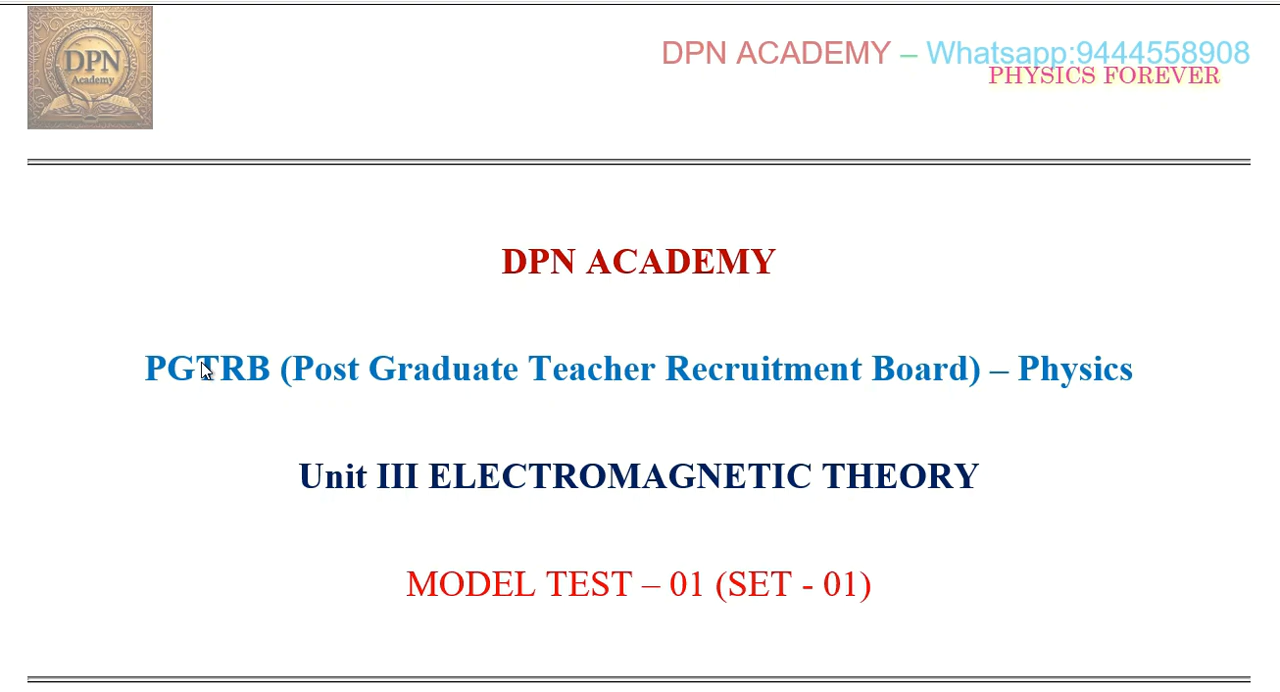 DPN
Academy
DPN ACADEMY – Whatsapp:9444558908
PHYSICS FOREVER
DPN ACADEMY
PGTRB (Post Graduate Teacher Recruitment Board) – Physics
Unit III ELECTROMAGNETIC THEORY
MODEL TEST – 01 (SET - 01)